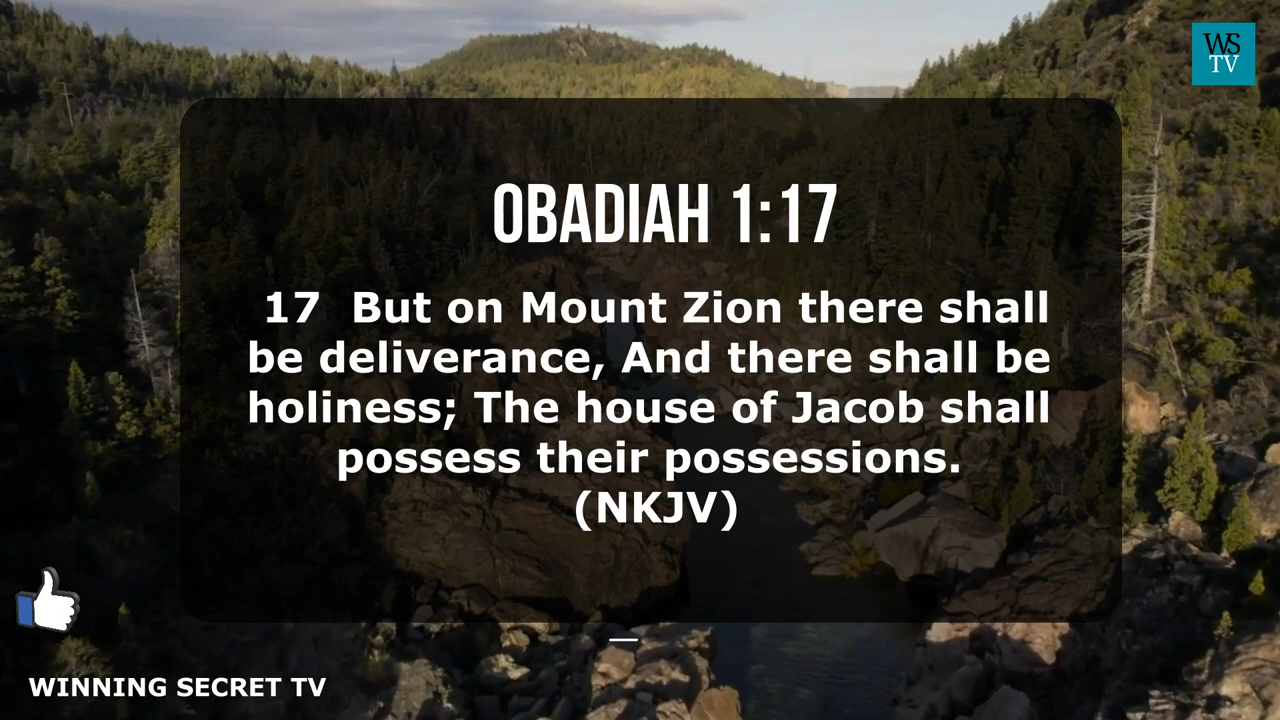 WS
TV
OBADIAH 1:17
17 But on Mount Zion there shall
be deliverance, And there shall be
holiness; The house of Jacob shall
possess their possessions.
(NKJV)
WINNING SECRET TV